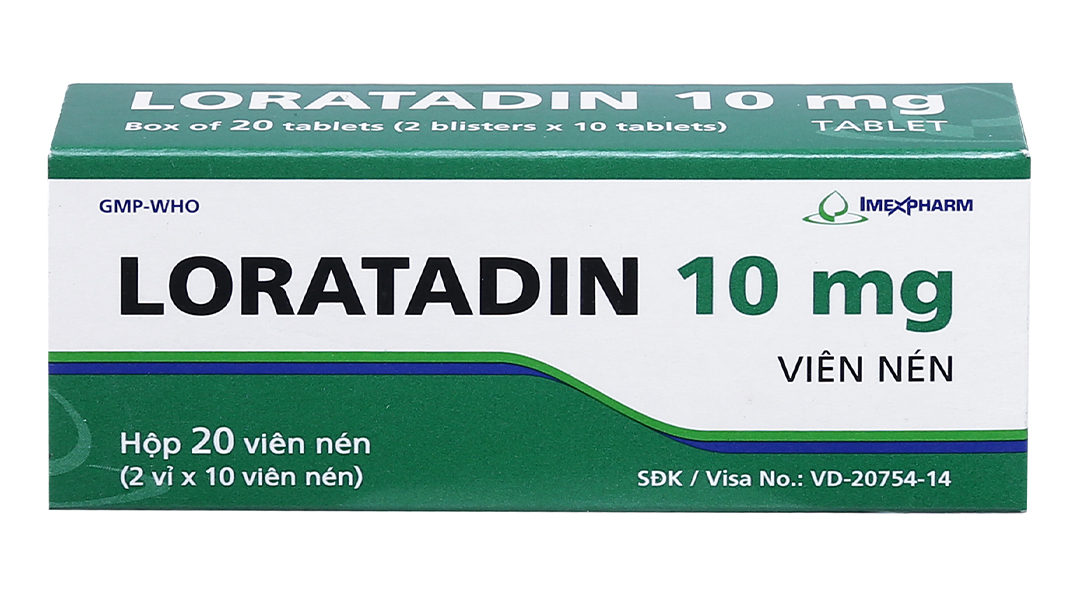 LORATADIN 10 mg
Box of 20 tablets (2 blisters x 10 tablets) TABLET
GMP-WHO
IMEXPHARM
LORATADIN 10 mg
VIÊN NÉN
Hộp 20 viên nén
(2 vỉ x 10 viên nén)
SĐK / Visa No.: VD-20754-14